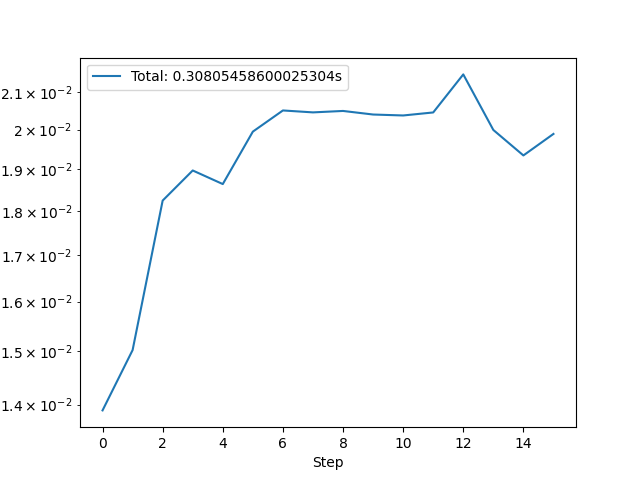 Total: 0.30805458600025304s
2.1 × 10⁻²
2 × 10⁻²
1.9 × 10⁻²
1.8 × 10⁻²
1.7 × 10⁻²
1.6 × 10⁻²
1.5 × 10⁻²
1.4 × 10⁻²
0 2 4 6 8 10 12 14
Step